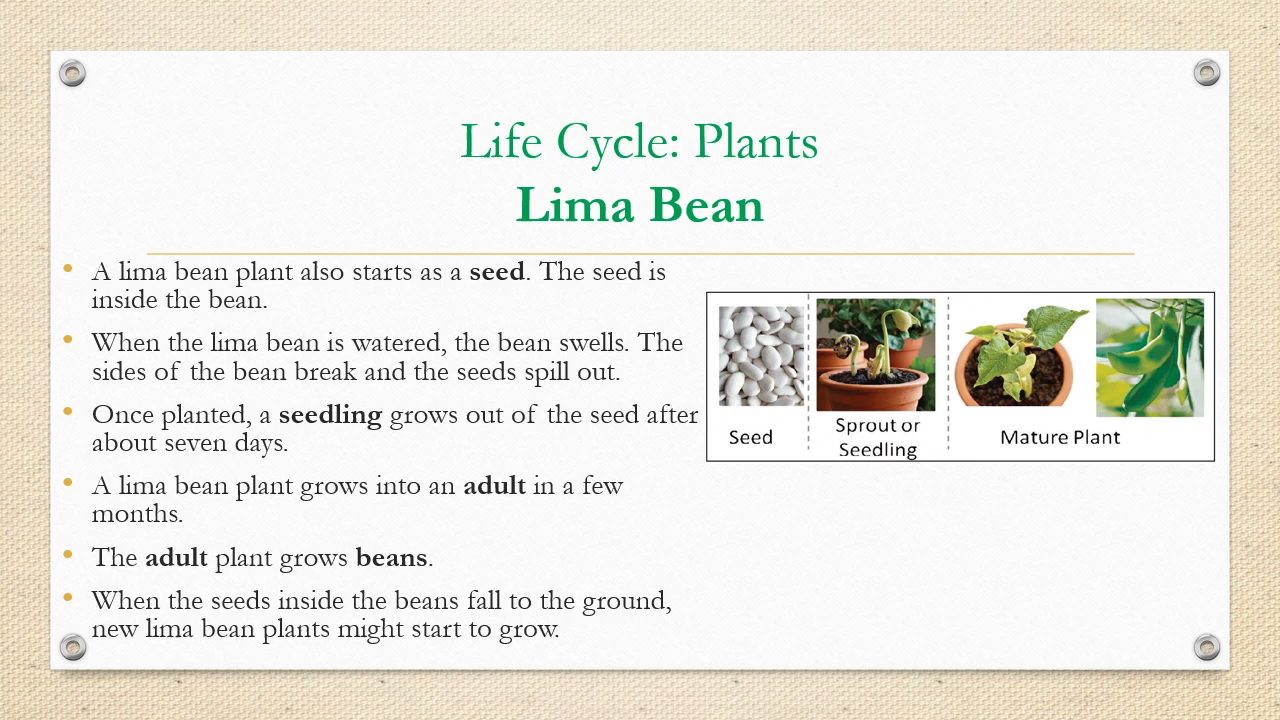 Life Cycle: Plants
Lima Bean
• A lima bean plant also starts as a seed. The seed is
inside the bean.
• When the lima bean is watered, the bean swells. The
sides of the bean break and the seeds spill out.
• Once planted, a seedling grows out of the seed after
about seven days.
• A lima bean plant grows into an adult in a few
months.
• The adult plant grows beans.
• When the seeds inside the beans fall to the ground,
new lima bean plants might start to grow.
Seed
Sprout or
Seedling
Mature Plant